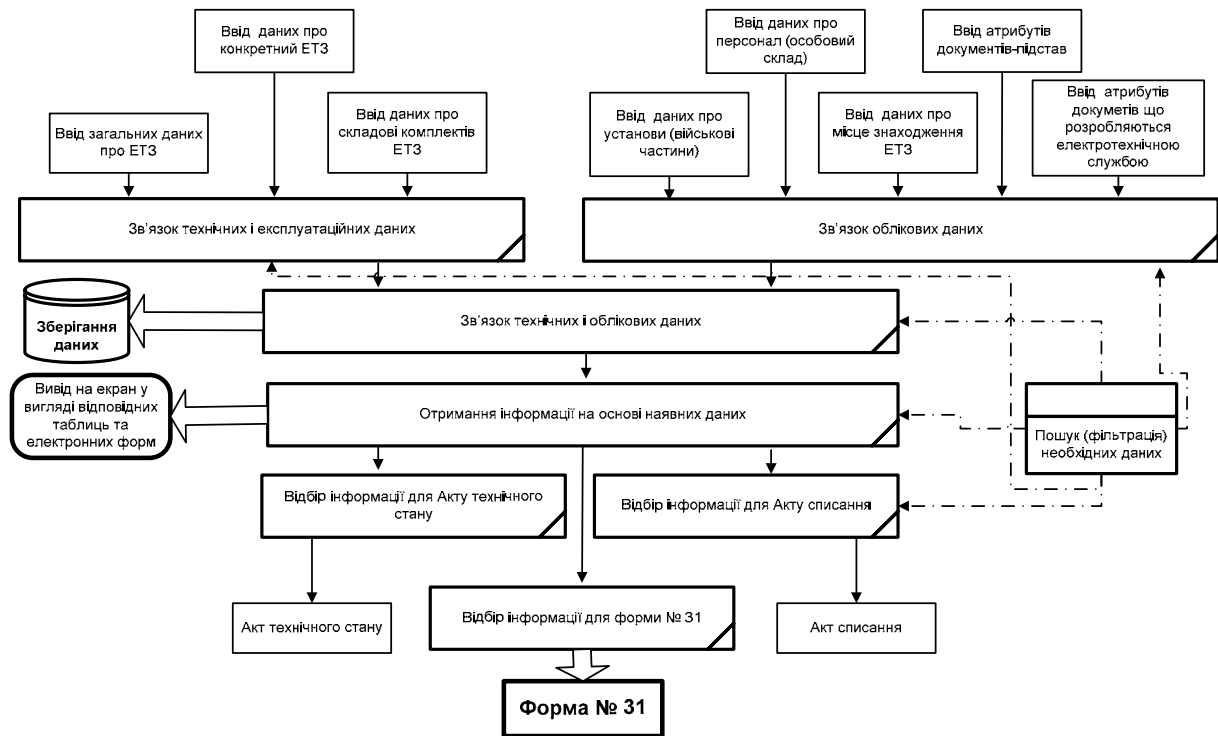 Ввід даних про
конкретний ЕТЗ
Ввід даних про
персонал (особовий
склад)
Ввід атрибутів
документів-підстав
Ввід загальних даних
про ЕТЗ
Ввід даних про
складові комплектів
ЕТЗ
Ввід даних про
установи (військові
частини)
Ввід даних про
місце знаходження
ЕТЗ
Ввід атрибутів
докуметів що
розробляються
електротехнічною
службою
Зв’язок технічних і експлуатаційних даних
Зв’язок облікових даних
Зберігання
даних
Зв’язок технічних і облікових даних
Вивід на екран у
вигляді відповідних
таблиць та
електронних форм
Отримання інформації на основі наявних даних
Пошук (фільтрація)
необхідних даних
Відбір інформації для Акту технічного
стану
Відбір інформації для Акту списання
Акт технічного стану
Відбір інформації для форми № 31
Акт списання
Форма № 31